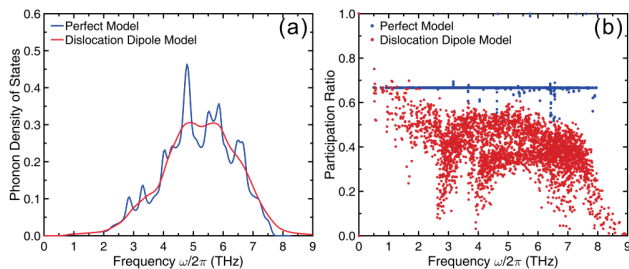 (a)
Perfect Model
Dislocation Dipole Model
Phonon Density of States
0.6
0.5
0.4
0.3
0.2
0.1
0.0
0 1 2 3 4 5 6 7 8 9
Frequency ω/2π (THz)
(b)
Perfect Model
Dislocation Dipole Model
Participation Ratio
1.0
0.8
0.6
0.4
0.2
0.0
0 1 2 3 4 5 6 7 8 9
Frequency ω/2π (THz)